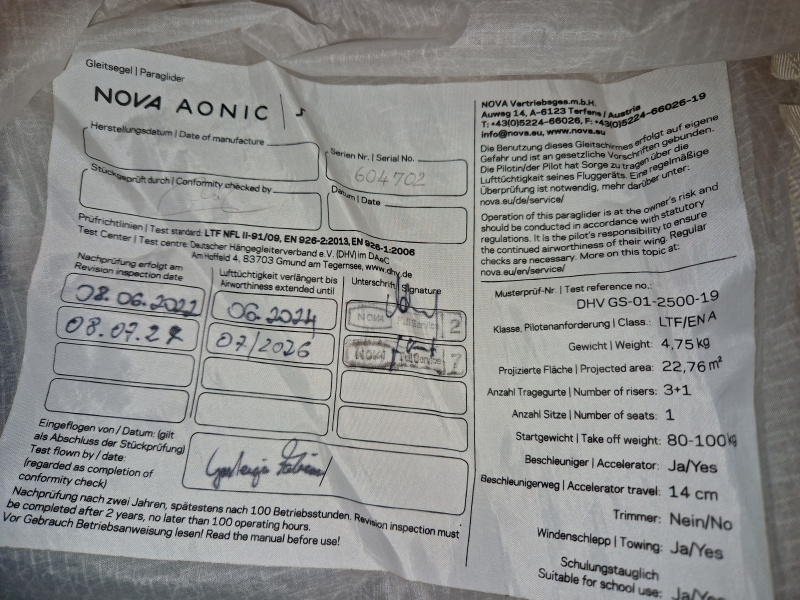 Gleitsegel | Paraglider
NOVA AONIC
Herstellungsdatum | Date of manufacture
Serien Nr. | Serial No.
604702
Stückgeprüft durch | Conformity checked by
Datum | Date
Prüfrichtlinien | Test standard: LTF NFL II-91/09, EN 926-2:2013, EN 926-1:2006
Test Center | Test centre: Deutscher Hängegleiterverband e.V. (DHV) im DAeC
Am Hoffeld 4, 83703 Gmund am Tegernsee, www.dhv.de
Nachprüfung erfolgt am
Revision inspection date
Lufttüchtigkeit verlängert bis
Airworthiness extended until
Unterschrift | Signature
08.06.2022
06.2024
NOVA Full Service 2
08.07.24
07/2026
NOVA Full Service 7
Eingeflogen von / Datum: (gilt
als Abschluss der Stückprüfung)
Test flown by / date:
(regarded as completion of
conformity check)
Nachprüfung nach zwei Jahren, spätestens nach 100 Betriebsstunden. Revision inspection must
be completed after 2 years, no later than 100 operating hours.
Vor Gebrauch Betriebsanweisung lesen! Read the manual before use!
NOVA Vertriebsges.m.b.H.
Auweg 14, A-6123 Terfens / Austria
T: +43(0)5224-66026, F: +43(0)5224-66026-19
info@nova.eu, www.nova.eu
Die Benutzung dieses Gleitschirmes erfolgt auf eigene
Gefahr und ist an gesetzliche Vorschriften gebunden.
Die Pilotin/der Pilot hat Sorge zu tragen über die
Lufttüchtigkeit seines Fluggeräts. Eine regelmäßige
Überprüfung ist notwendig, mehr darüber unter:
nova.eu/de/service/
Operation of this paraglider is at the owner's risk and
should be conducted in accordance with statutory
regulations. It is the pilot's responsibility to ensure
the continued airworthiness of their wing. Regular
checks are necessary. More on this topic at:
nova.eu/en/service/
Musterprüf-Nr. | Test reference no.:
DHV GS-01-2500-19
Klasse, Pilotenanforderung | Class.: LTF/EN A
Gewicht | Weight: 4,75 kg
Projizierte Fläche | Projected area: 22,76 m²
Anzahl Tragegurte | Number of risers: 3+1
Anzahl Sitze | Number of seats: 1
Startgewicht | Take off weight: 80-100 kg
Beschleuniger | Accelerator: Ja/Yes
Beschleunigerweg | Accelerator travel: 14 cm
Trimmer: Nein/No
Windenschlepp | Towing: Ja/Yes
Schulungstauglich
Suitable for school use: Ja/Yes